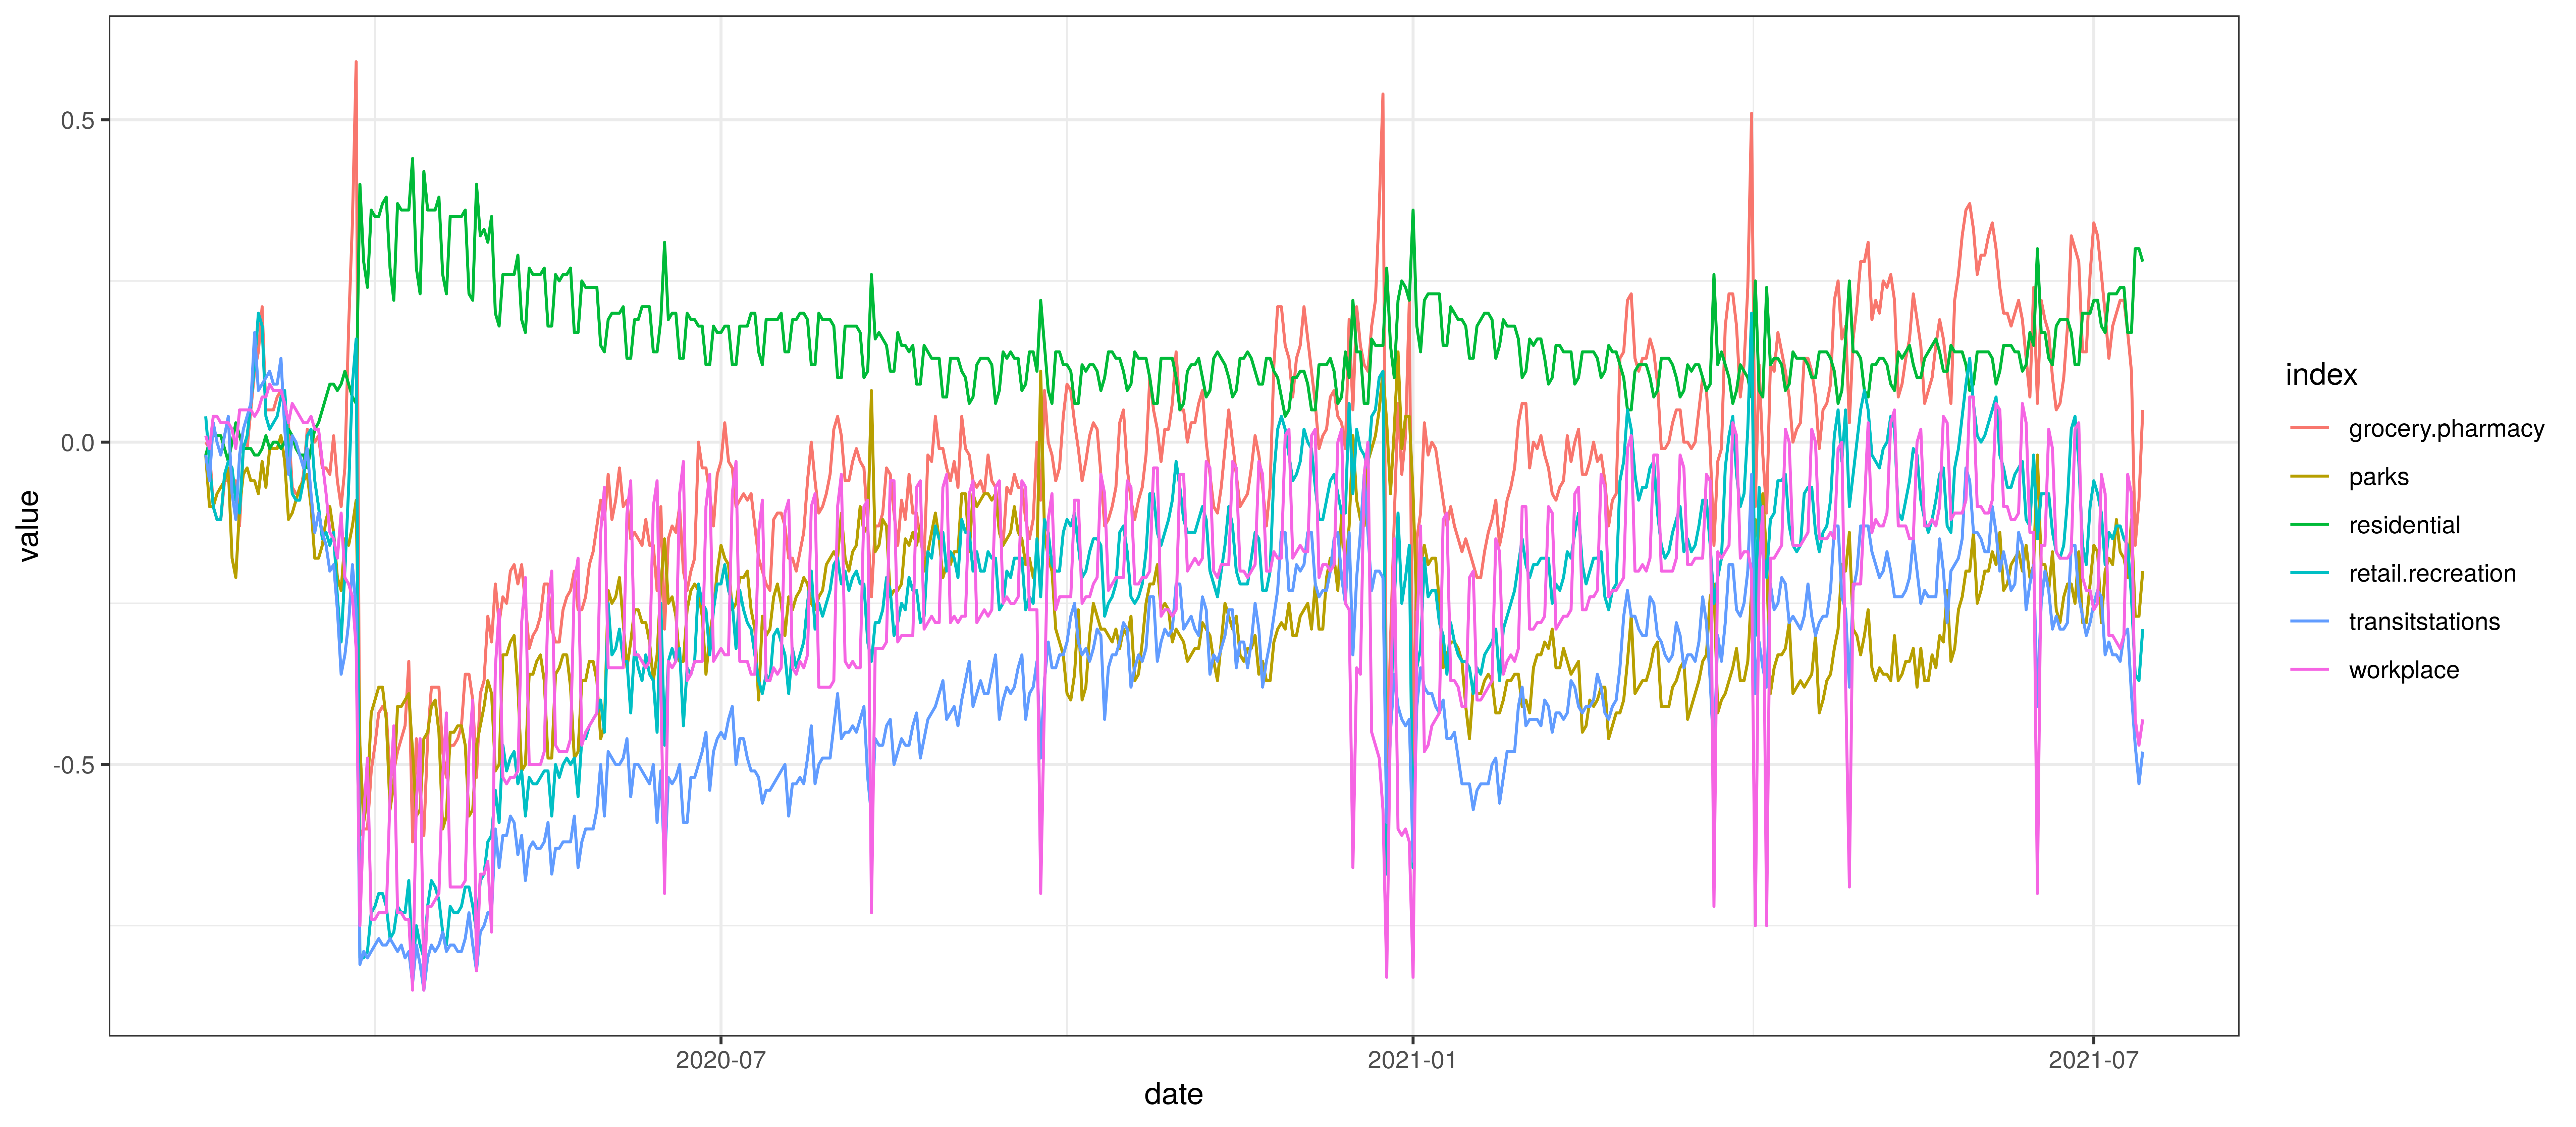 0.5
0.0
-0.5
value
2020-07
2021-01
2021-07
date
index
grocery.pharmacy
parks
residential
retail.recreation
transitstations
workplace